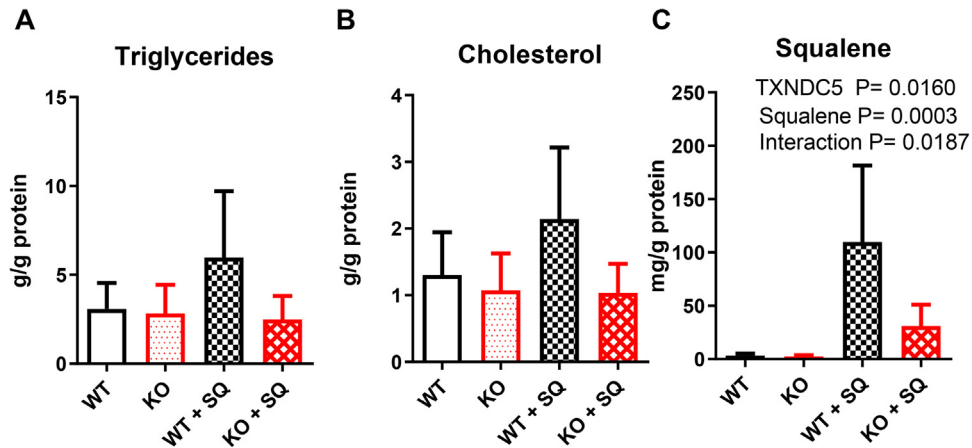 A
Triglycerides
g/g protein
15
10
5
0
WT
KO
WT + SQ
KO + SQ
B
Cholesterol
g/g protein
4
3
2
1
0
WT
KO
WT + SQ
KO + SQ
C
Squalene
TXNDC5 P= 0.0160
Squalene P= 0.0003
Interaction P= 0.0187
mg/g protein
250
200
150
100
50
0
WT
KO
WT + SQ
KO + SQ